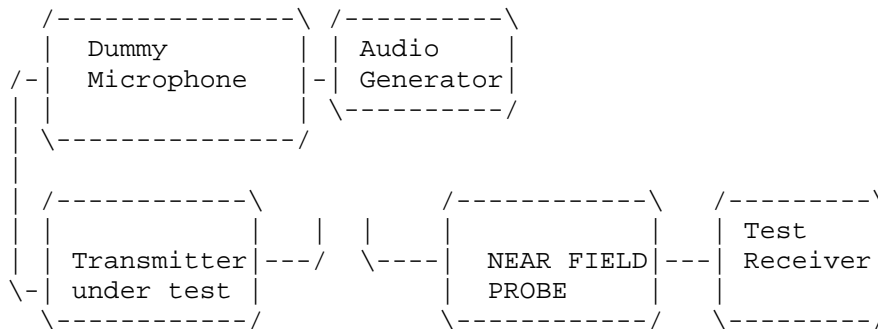 Dummy
Microphone
Audio
Generator
Transmitter
under test
NEAR FIELD
PROBE
Test
Receiver